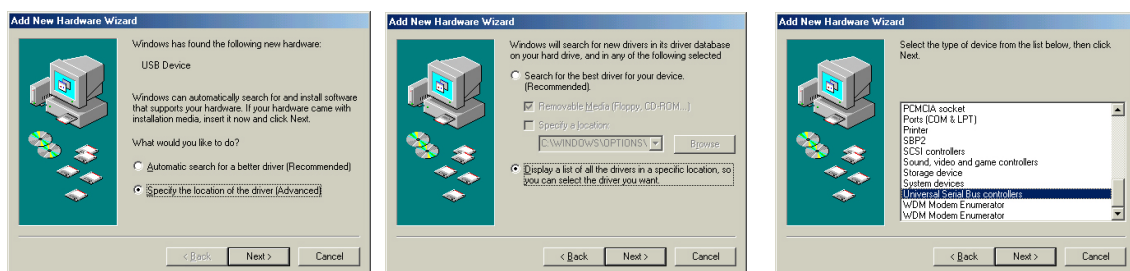 Add New Hardware Wizard
Windows has found the following new hardware:
USB Device
Windows can automatically search for and install software
that supports your hardware. If your hardware came with
installation media, insert it now and click Next.
What would you like to do?
Automatic search for a better driver (Recommended)
Specify the location of the driver (Advanced)
< Back
Next >
Cancel
Add New Hardware Wizard
Windows will search for new drivers in its driver database
on your hard drive, and in any of the following selected
Search for the best driver for your device.
(Recommended).
Removable Media (Floppy, CD-ROM...)
Specify a location:
C:\WINDOWS\OPTIONS\
Browse
Display a list of all the drivers in a specific location, so
you can select the driver you want.
< Back
Next >
Cancel
Add New Hardware Wizard
Select the type of device from the list below, then click
Next.
PCMCIA socket
Ports (COM & LPT)
Printer
SBP2
SCSI controllers
Sound, video and game controllers
Storage device
System devices
Universal Serial Bus controllers
WDM Modem Enumerator
WDM Modem Enumerator
< Back
Next >
Cancel